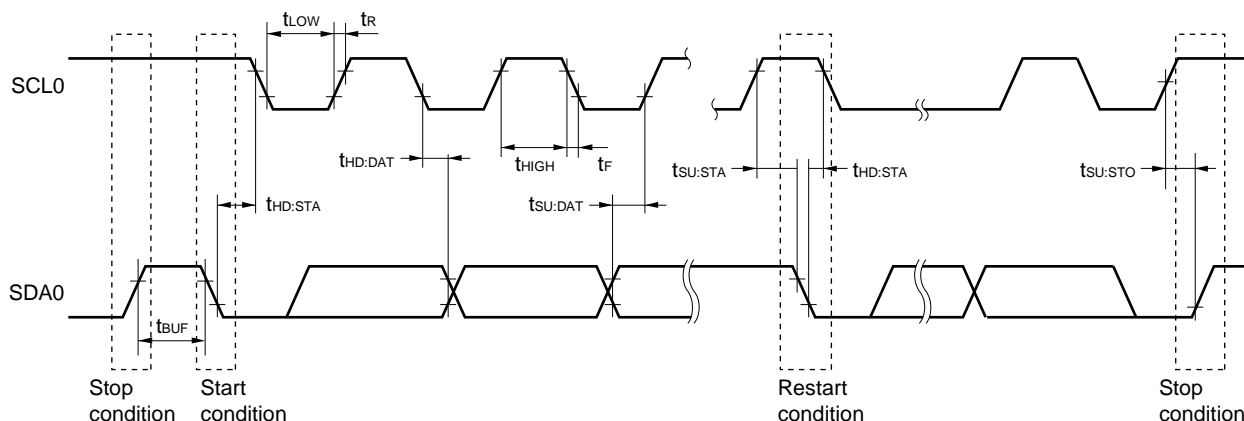 tLOW tR
SCL0
tHD:DAT tHIGH tF tSU:STA tHD:STA tSU:STO
tHD:STA tSU:DAT
SDA0
tBUF
Stop condition
Start condition
Restart condition
Stop condition